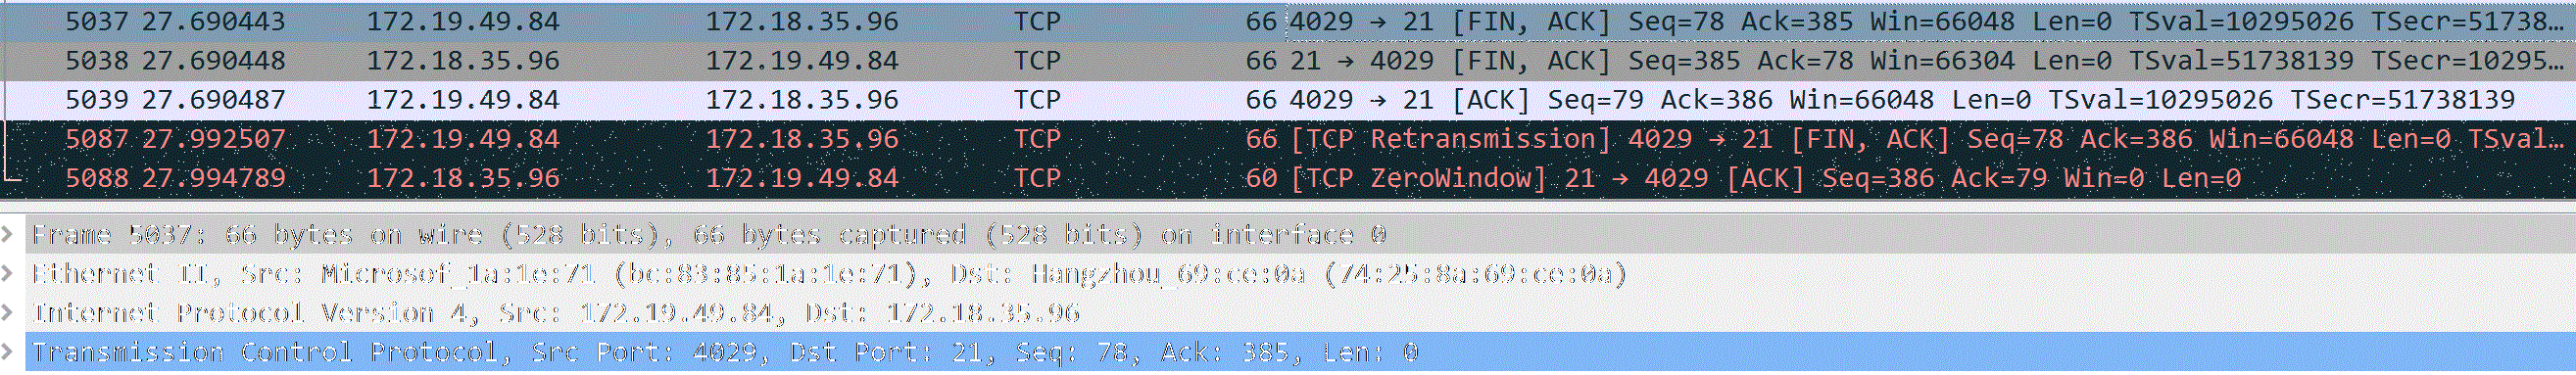 5037 27.690443 172.19.49.84 172.18.35.96 TCP 66 4029 → 21 [FIN, ACK] Seq=78 Ack=385 Win=66048 Len=0 TSval=10295026 TSecr=51738…
5038 27.690448 172.18.35.96 172.19.49.84 TCP 66 21 → 4029 [FIN, ACK] Seq=385 Ack=78 Win=66304 Len=0 TSval=51738139 TSecr=10295…
5039 27.690487 172.19.49.84 172.18.35.96 TCP 66 4029 → 21 [ACK] Seq=79 Ack=386 Win=66048 Len=0 TSval=10295026 TSecr=51738139
5087 27.992507 172.19.49.84 172.18.35.96 TCP 66 [TCP Retransmission] 4029 → 21 [FIN, ACK] Seq=78 Ack=386 Win=66048 Len=0 TSval…
5088 27.994789 172.18.35.96 172.19.49.84 TCP 60 [TCP ZeroWindow] 21 → 4029 [ACK] Seq=386 Ack=79 Win=0 Len=0
Frame 5037: 66 bytes on wire (528 bits), 66 bytes captured (528 bits) on interface 0
Ethernet II, Src: Microsof_1a:1e:71 (bc:83:85:1a:1e:71), Dst: Hangzhou_69:ce:0a (74:25:8a:69:ce:0a)
Internet Protocol Version 4, Src: 172.19.49.84, Dst: 172.18.35.96
Transmission Control Protocol, Src Port: 4029, Dst Port: 21, Seq: 78, Ack: 385, Len: 0